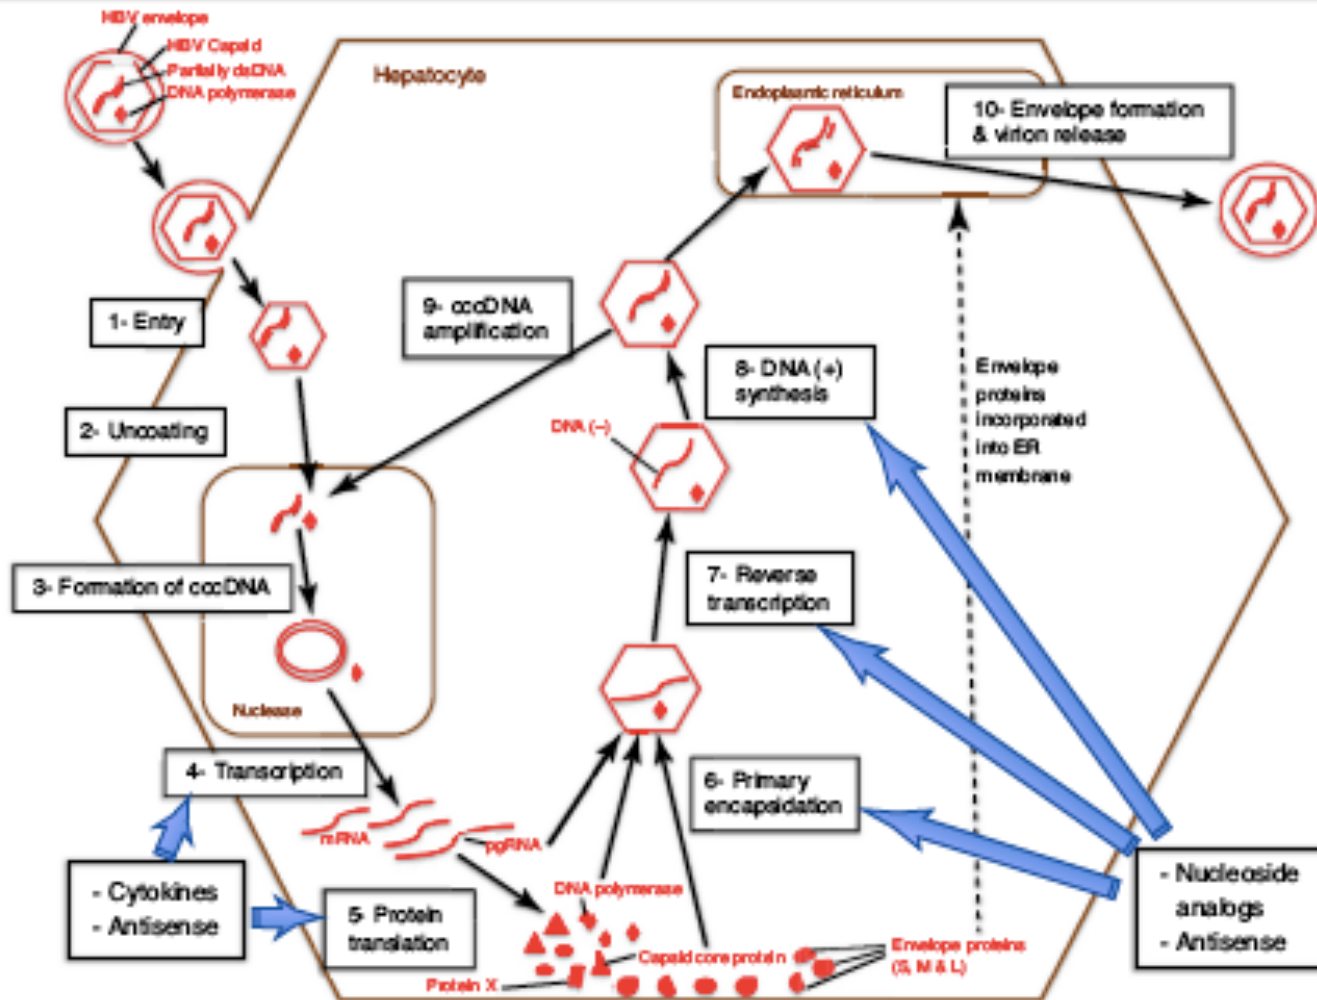 HBV envelope
HBV Capsid
Partially dsDNA
DNA polymerase
Hepatocyte
Endoplasmic reticulum
10- Envelope formation
& virion release
1- Entry
9- cccDNA
amplification
2- Uncoating
8- DNA (+)
synthesis
Envelope
proteins
incorporated
into ER
membrane
DNA (–)
3- Formation of cccDNA
7- Reverse
transcription
Nuclease
4- Transcription
6- Primary
encapsidation
mRNA
pgRNA
- Cytokines
- Antisense
5- Protein
translation
DNA polymerase
Capsid core protein
Protein X
Envelope proteins
(S, M & L)
- Nucleoside
analogs
- Antisense